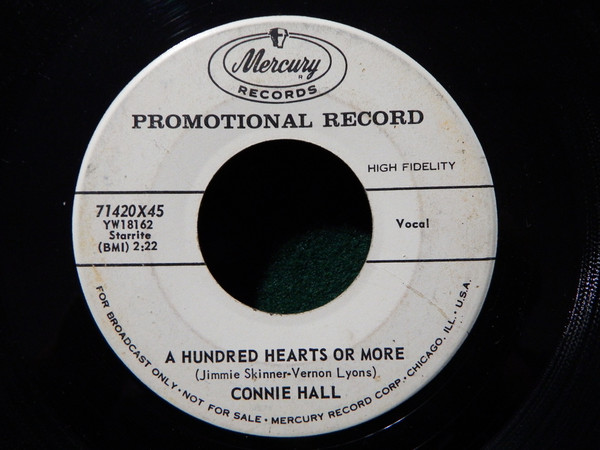 Mercury
RECORDS
PROMOTIONAL RECORD
HIGH FIDELITY
71420X45
YW18162
Starrite
(BMI) 2:22
Vocal
A HUNDRED HEARTS OR MORE
(Jimmie Skinner-Vernon Lyons)
CONNIE HALL
FOR BROADCAST ONLY • NOT FOR SALE • MERCURY RECORD CORP. • CHICAGO, ILL. • U.S.A.